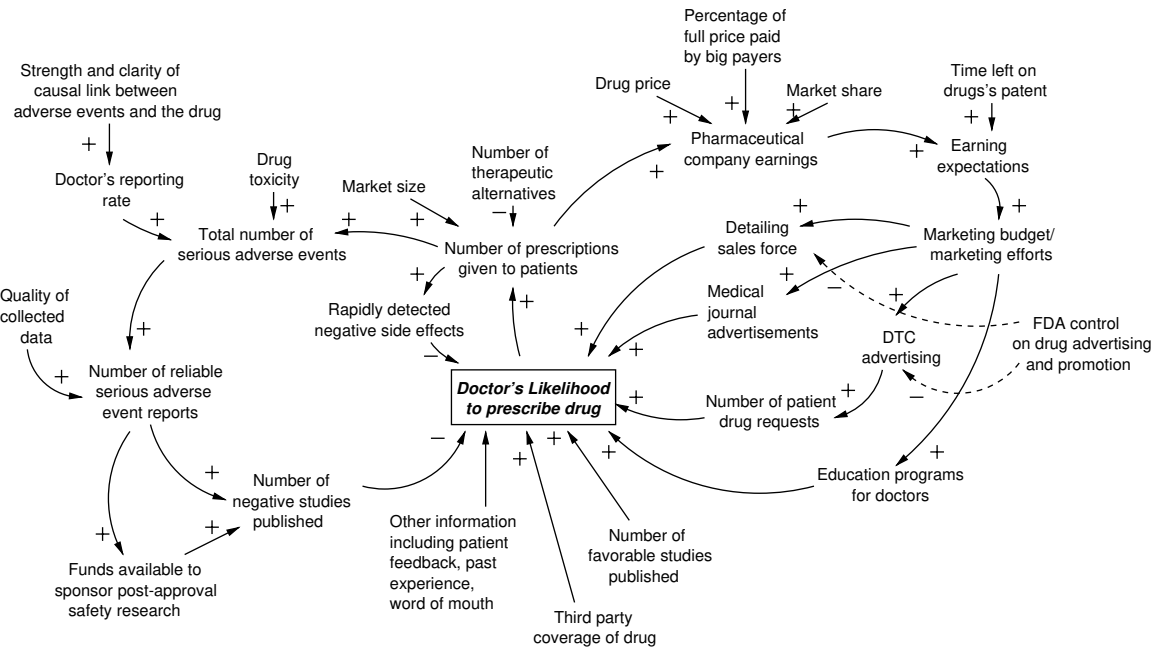 Percentage of
full price paid
by big payers
Strength and clarity of
causal link between
adverse events and the drug
Drug price
Market share
Time left on
drugs's patent
+
+
+
+
+
Pharmaceutical
company earnings
+
Earning
expectations
Drug
toxicity
Number of
therapeutic
alternatives
+
Doctor's reporting
rate
Market size
+
+
+
+
+
−
+
Detailing
sales force
Marketing budget/
marketing efforts
Total number of
serious adverse events
Number of prescriptions
given to patients
+
+
−
+
Quality of
collected
data
Rapidly detected
negative side effects
+
Medical
journal
advertisements
DTC
advertising
FDA control
on drug advertising
and promotion
+
+
−
+
Number of reliable
serious adverse
event reports
+
Doctor's Likelihood
to prescribe drug
+
Number of patient
drug requests
+
−
−
+
+
+
+
Education programs
for doctors
+
Number of
negative studies
published
+
+
Other information
including patient
feedback, past
experience,
word of mouth
Number of
favorable studies
published
+
Funds available to
sponsor post-approval
safety research
Third party
coverage of drug